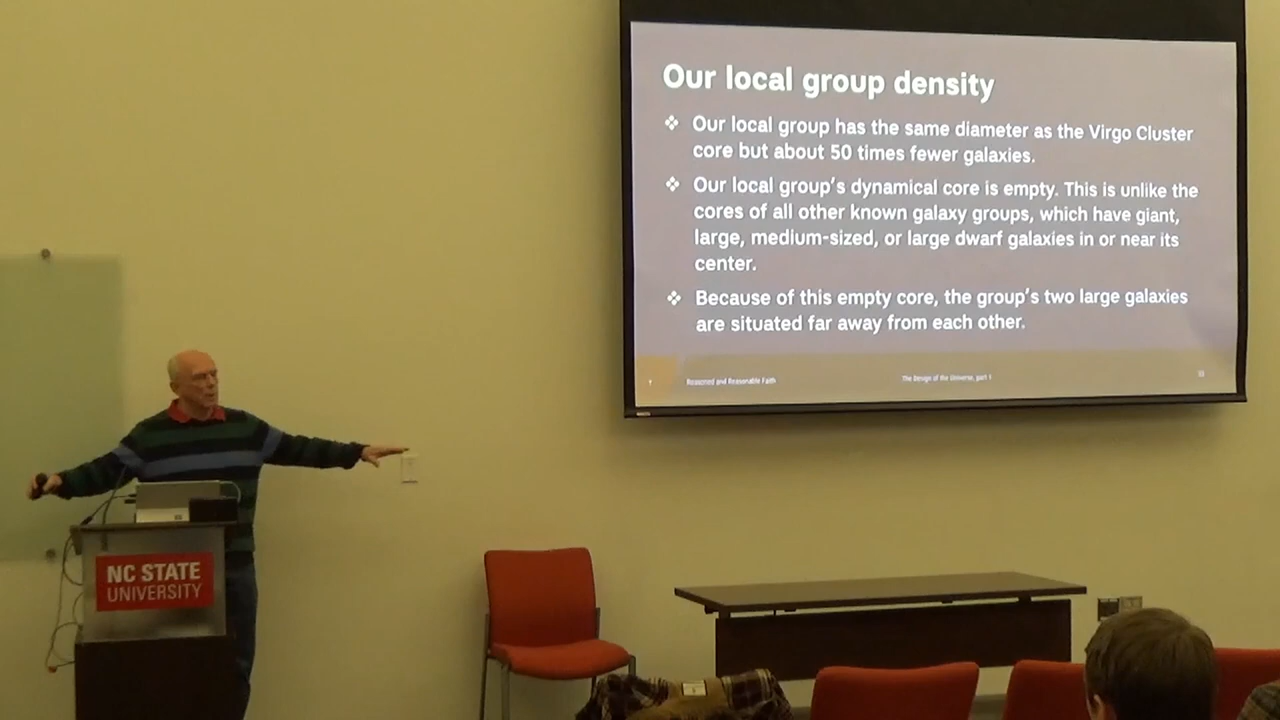 Our local group density
❖ Our local group has the same diameter as the Virgo Cluster
core but about 50 times fewer galaxies.
❖ Our local group's dynamical core is empty. This is unlike the
cores of all other known galaxy groups, which have giant,
large, medium-sized, or large dwarf galaxies in or near its
center.
❖ Because of this empty core, the group's two large galaxies
are situated far away from each other.
Reasoned and Reasonable Faith
The Design of the Universe, part 1
NC STATE
UNIVERSITY